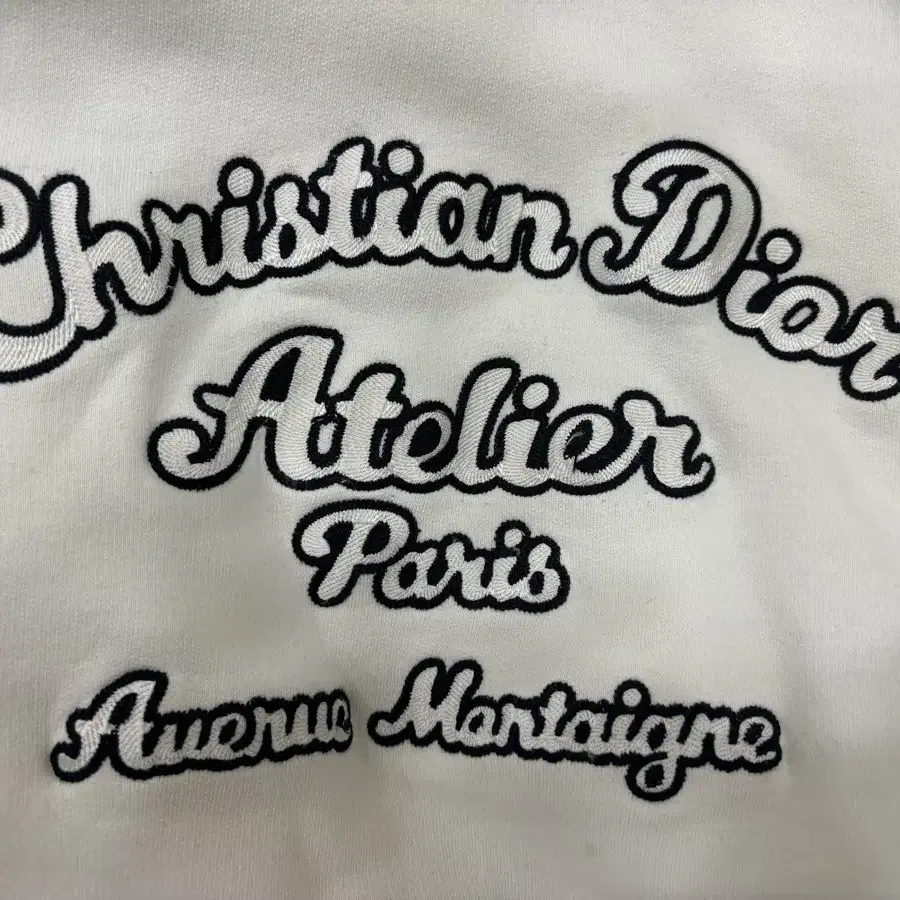 Christian Dior
Atelier
Paris
Avenue Montaigne